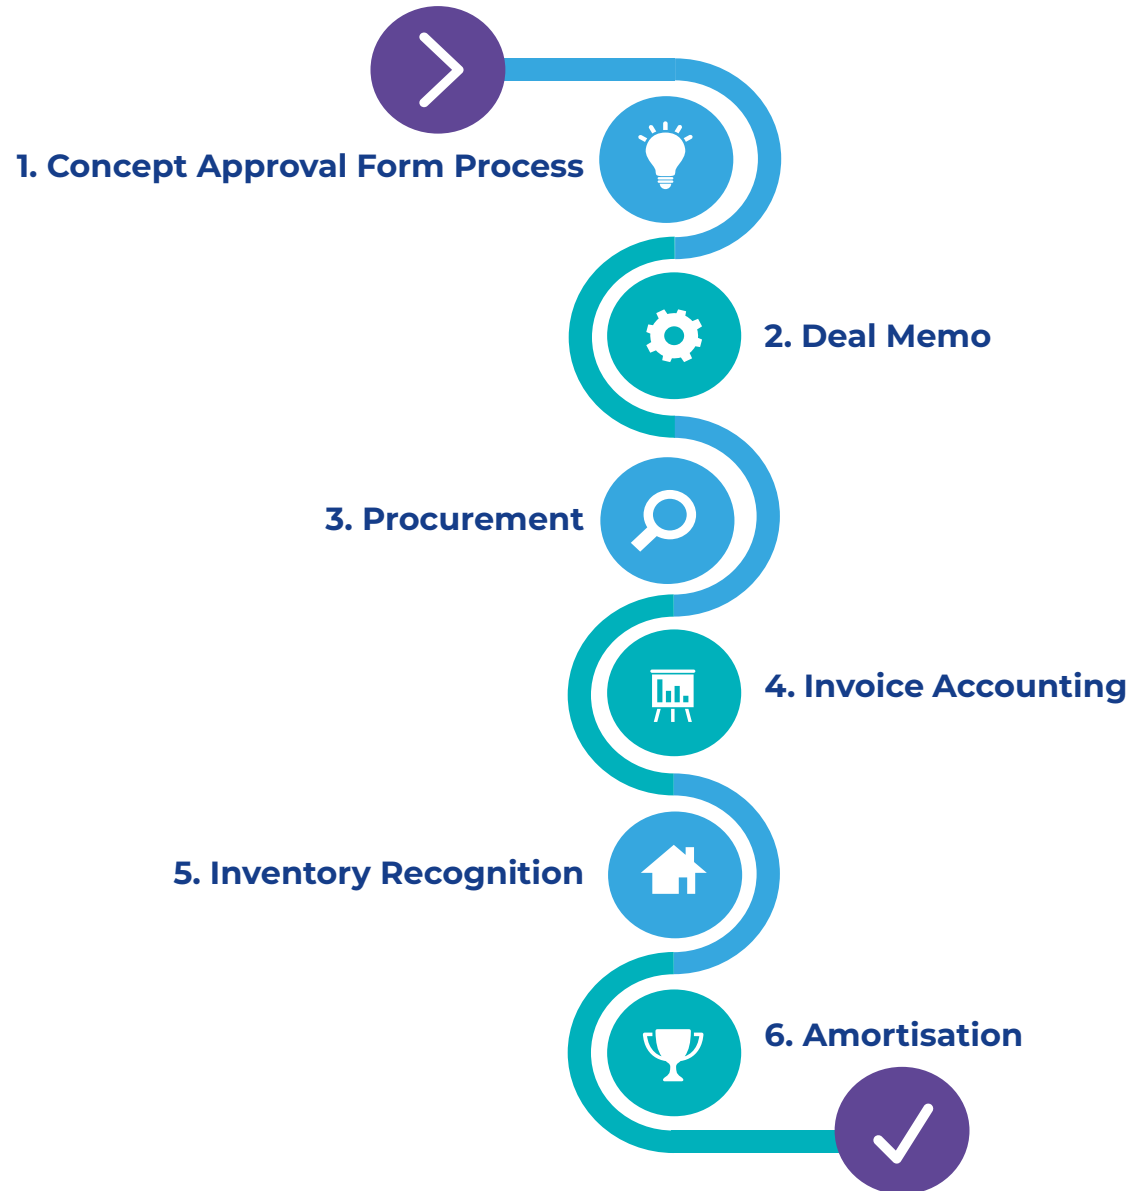 1. Concept Approval Form Process
2. Deal Memo
3. Procurement
4. Invoice Accounting
5. Inventory Recognition
6. Amortisation